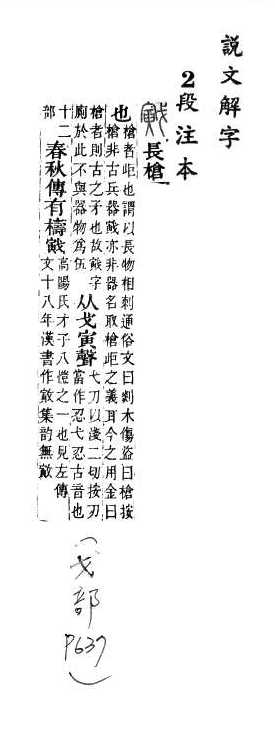 說文解字
2段注本
戭 長槍
也 槍者歫也謂以長物相刺通俗文曰剡木傷盜曰槍按
槍非古兵器戭亦非器名取槍歫之義耳今之用金曰
槍者則古之矛也故戭字
廁於此不與器物爲伍 从戈寅聲 弋刀以淺二切按刃
當作忍弋忍古音也
十二部 春秋傳有檮戭 高陽氏才子八愷之一也見左傳
文十八年漢書作敳集韵無敳
(戈部
P637)